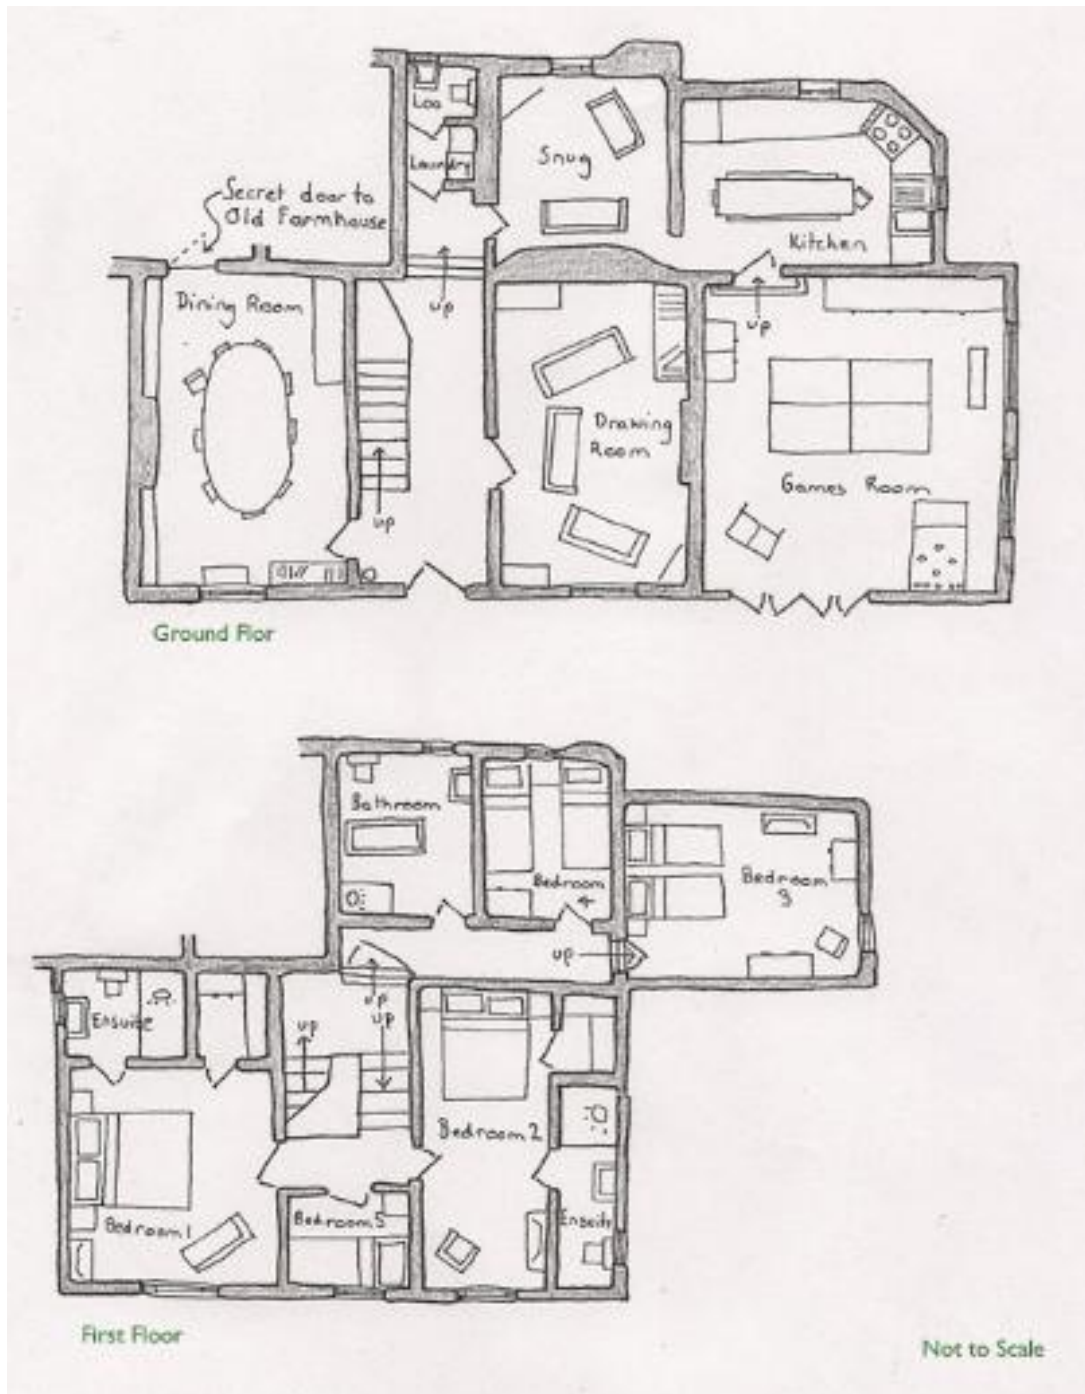 Loo
Laundry
Snug
Kitchen
Secret door to
Old Farmhouse
Dining Room
up
up
up
Drawing
Room
Games Room
Ground Flor
Bathroom
Bedroom
4
Bedroom
3
up
up
up
up
Ensuite
Bedroom 2
Bedroom 1
Bedroom 5
Ensuite
First Floor
Not to Scale